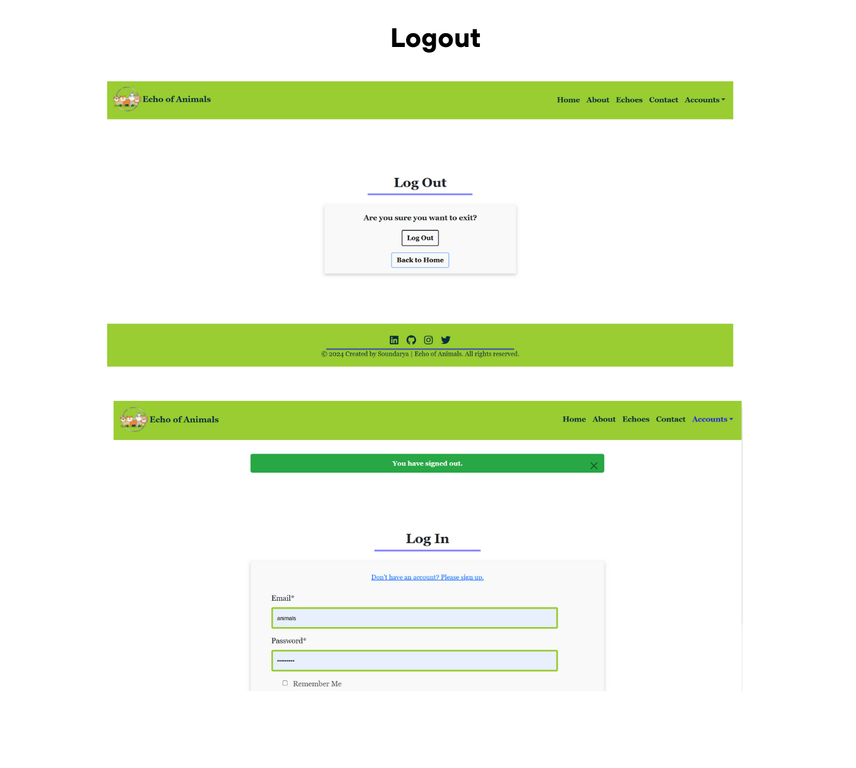 Logout
Echo of Animals
Home About Echoes Contact Accounts
Log Out
Are you sure you want to exit?
Log Out
Back to Home
© 2024 Created by Soundarya | Echo of Animals. All rights reserved.
Echo of Animals
Home About Echoes Contact Accounts
You have signed out.
Log In
Don't have an account? Please sign up.
Email*
animals
Password*
Remember Me